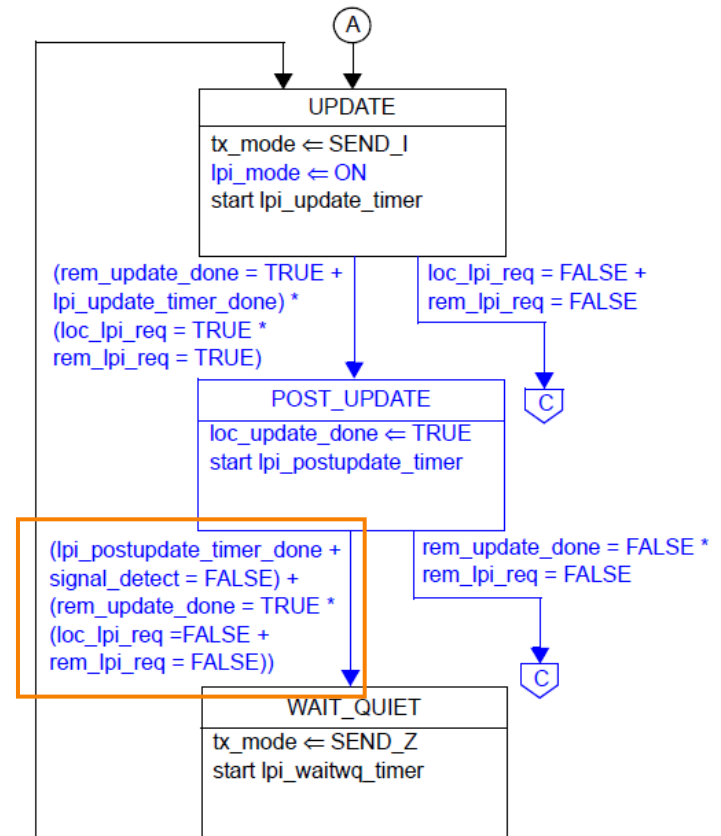 A
UPDATE
tx_mode ⇐ SEND_I
lpi_mode ⇐ ON
start lpi_update_timer
(rem_update_done = TRUE +
lpi_update_timer_done) *
(loc_lpi_req = TRUE *
rem_lpi_req = TRUE)
loc_lpi_req = FALSE +
rem_lpi_req = FALSE
C
POST_UPDATE
loc_update_done ⇐ TRUE
start lpi_postupdate_timer
(lpi_postupdate_timer_done +
signal_detect = FALSE) +
(rem_update_done = TRUE *
(loc_lpi_req =FALSE +
rem_lpi_req = FALSE))
rem_update_done = FALSE *
rem_lpi_req = FALSE
C
WAIT_QUIET
tx_mode ⇐ SEND_Z
start lpi_waitwq_timer